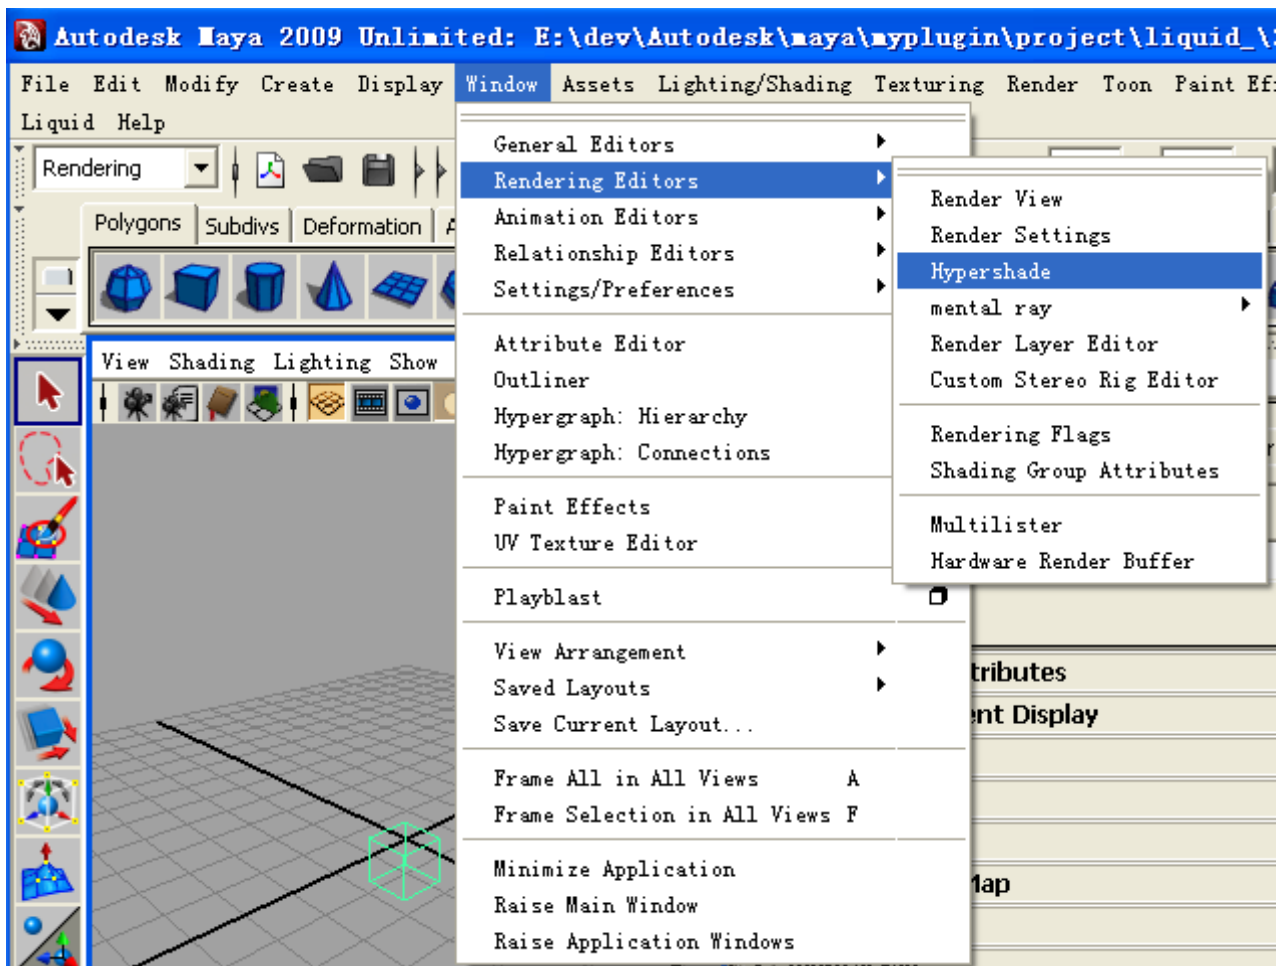 Autodesk Maya 2009 Unlimited: E:\dev\Autodesk\maya\myplugin\project\liquid_\
File Edit Modify Create Display Window Assets Lighting/Shading Texturing Render Toon Paint Ef
Liquid Help
Rendering
Polygons Subdivs Deformation A
View Shading Lighting Show
General Editors
Rendering Editors
Animation Editors
Relationship Editors
Settings/Preferences
Attribute Editor
Outliner
Hypergraph: Hierarchy
Hypergraph: Connections
Paint Effects
UV Texture Editor
Playblast
View Arrangement
Saved Layouts
Save Current Layout...
Frame All in All Views A
Frame Selection in All Views F
Minimize Application
Raise Main Window
Raise Application Windows
Render View
Render Settings
Hypershade
mental ray
Render Layer Editor
Custom Stereo Rig Editor
Rendering Flags
Shading Group Attributes
Multilister
Hardware Render Buffer
tributes
ent Display
Map